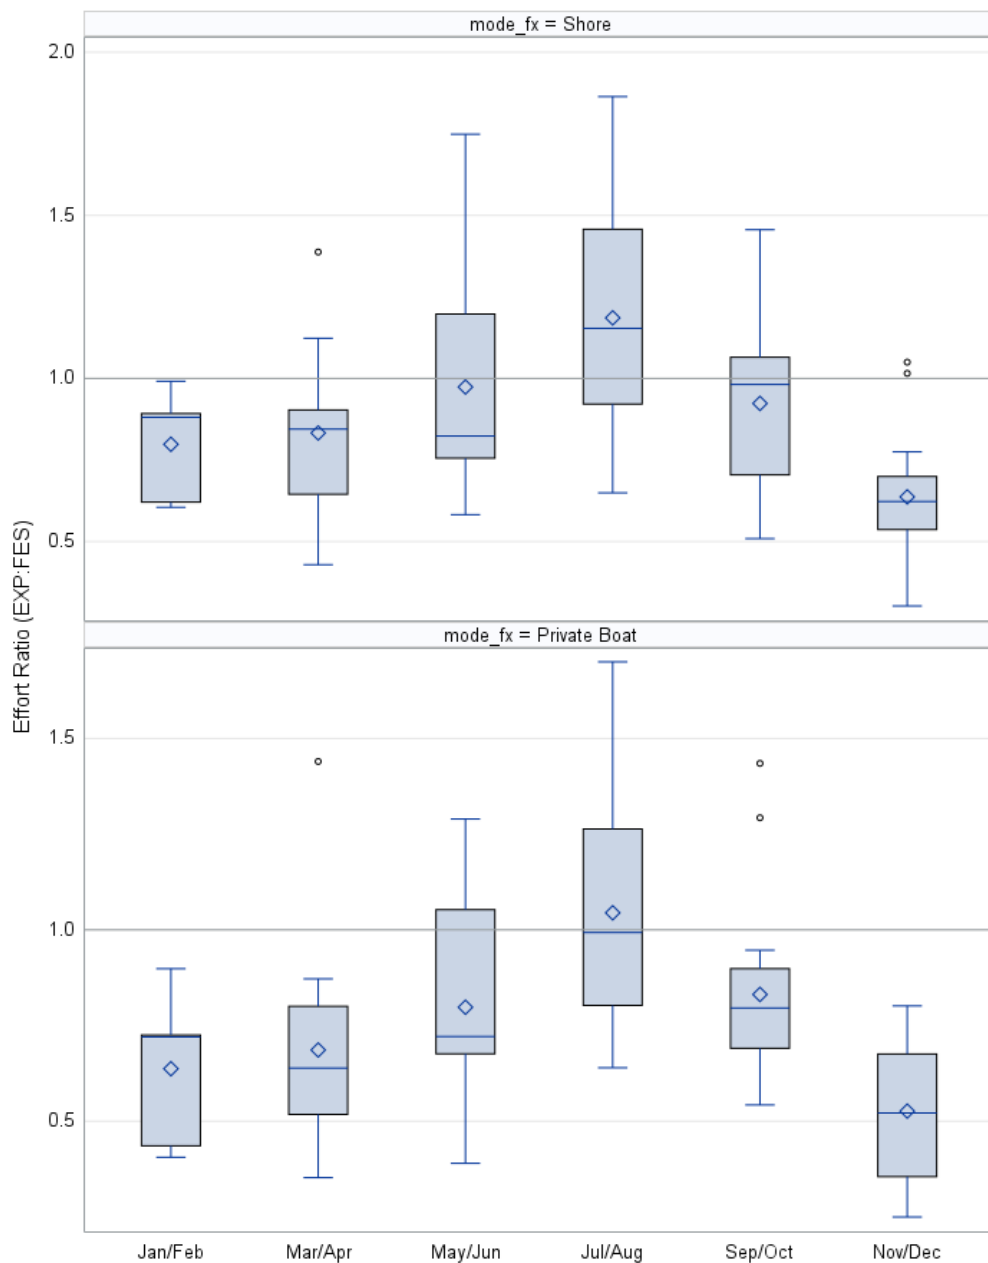 mode_fx = Shore
2.0
1.5
1.0
0.5
Effort Ratio (EXP:FES)
mode_fx = Private Boat
1.5
1.0
0.5
Jan/Feb Mar/Apr May/Jun Jul/Aug Sep/Oct Nov/Dec